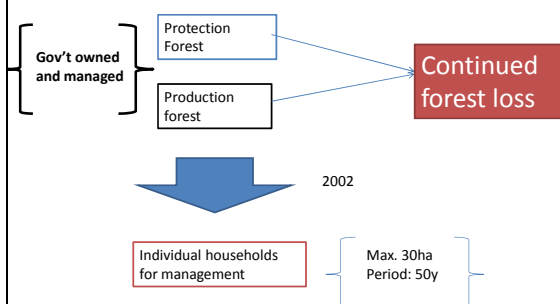 Protection
Forest
Gov’t owned
and managed
Continued
forest loss
Production
forest
2002
Individual households
for management
Max. 30ha
Period: 50y